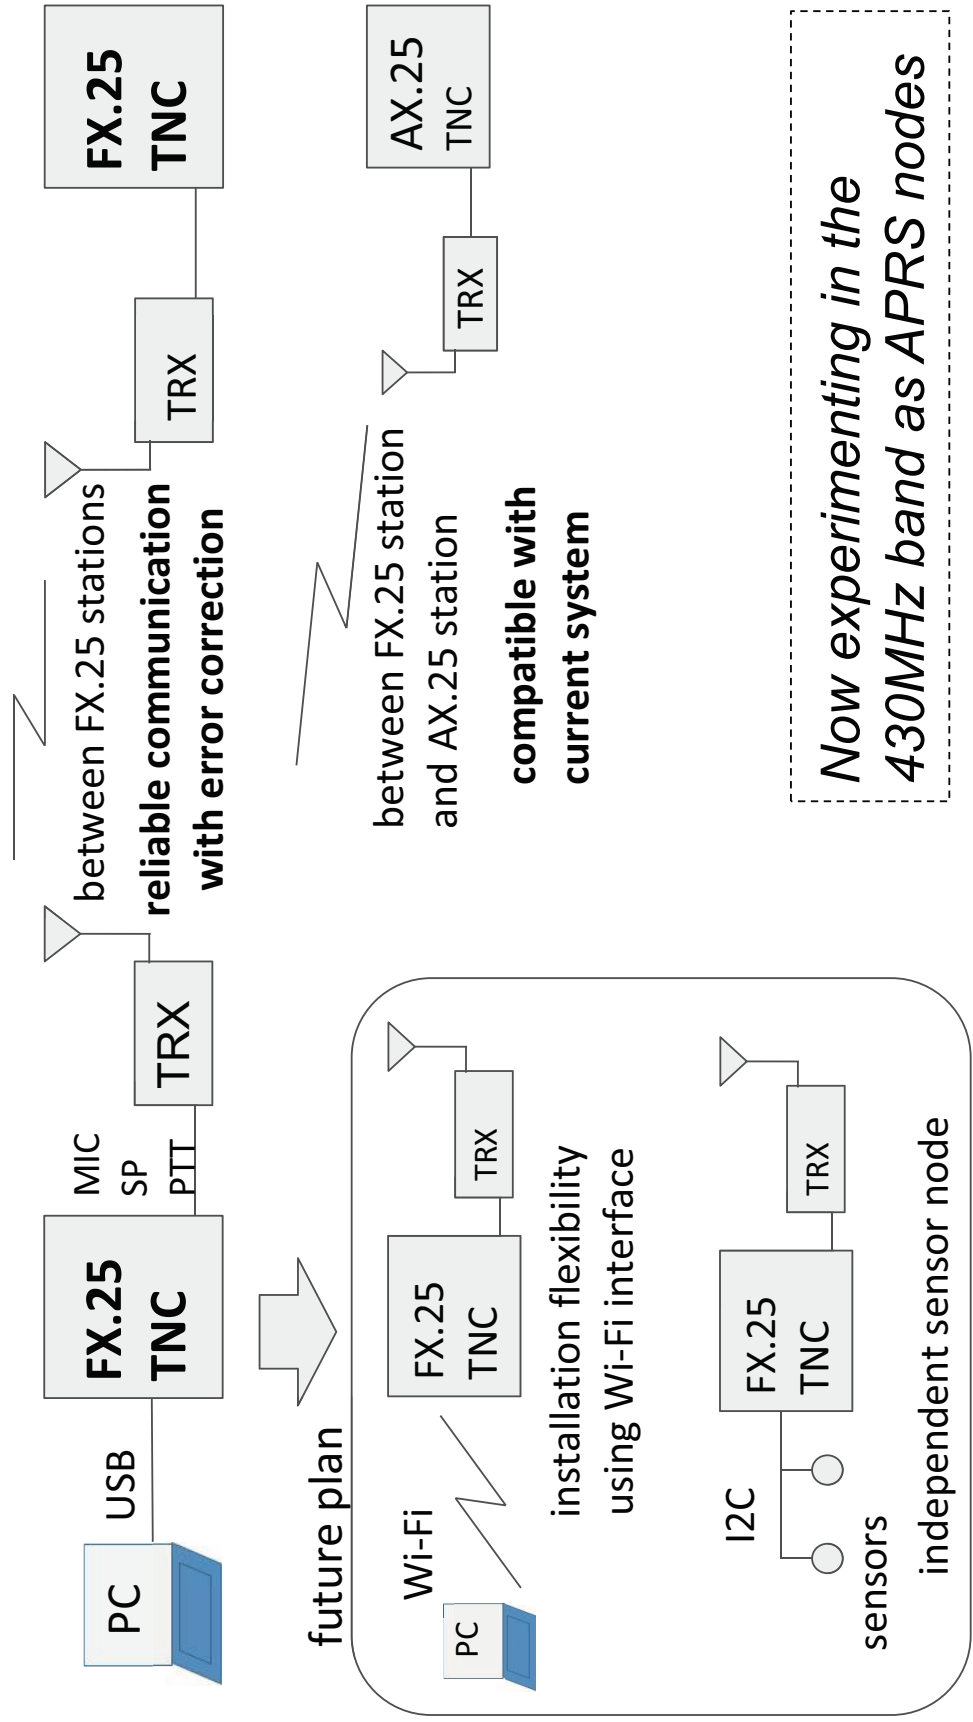 PC
USB
FX.25
TNC
MIC
SP
PTT
TRX
between FX.25 stations
reliable communication
with error correction
TRX
FX.25
TNC
between FX.25 station
and AX.25 station
compatible with
current system
TRX
AX.25
TNC
future plan
PC
Wi-Fi
FX.25
TNC
TRX
installation flexibility
using Wi-Fi interface
I2C
sensors
FX.25
TNC
TRX
independent sensor node
Now experimenting in the
430MHz band as APRS nodes